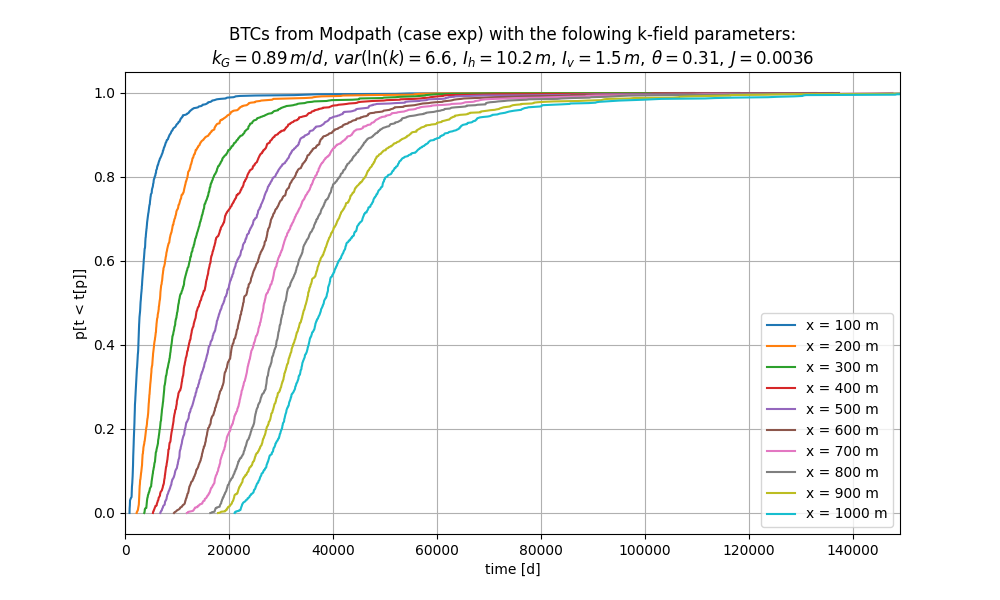 BTCs from Modpath (case exp) with the folowing k-field parameters:
k_G = 0.89 m/d, var(ln(k) = 6.6, I_h = 10.2 m, I_v = 1.5 m, θ = 0.31, J = 0.0036
1.0
0.8
0.6
0.4
0.2
0.0
p[t < t[p]]
x = 100 m
x = 200 m
x = 300 m
x = 400 m
x = 500 m
x = 600 m
x = 700 m
x = 800 m
x = 900 m
x = 1000 m
0 20000 40000 60000 80000 100000 120000 140000
time [d]